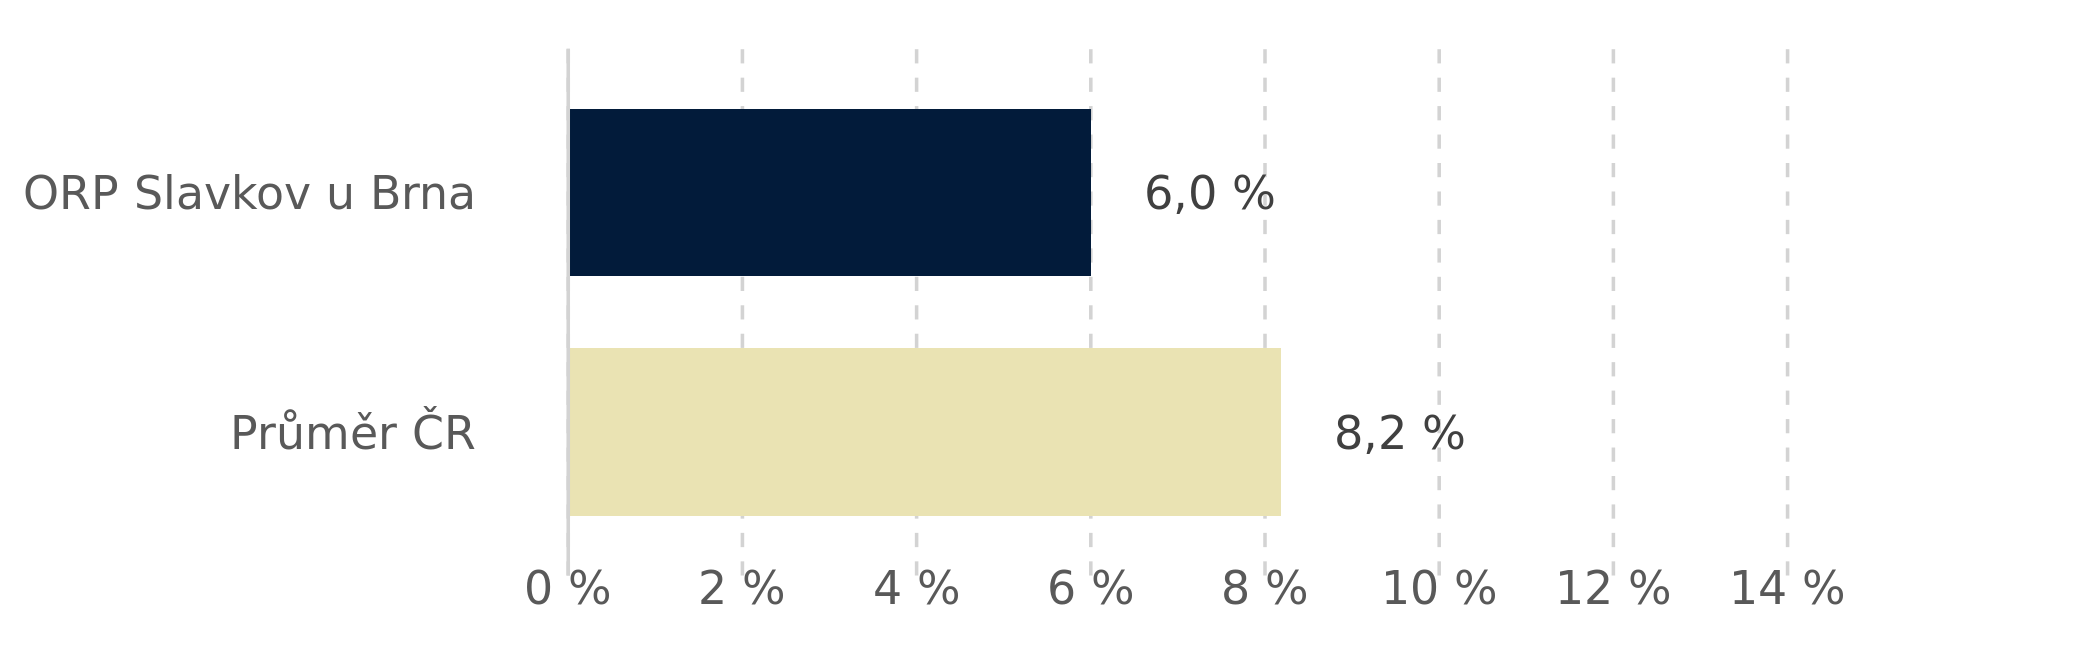 ORP Slavkov u Brna
6,0 %
Průměr ČR
8,2 %
0 % 2 % 4 % 6 % 8 % 10 % 12 % 14 %